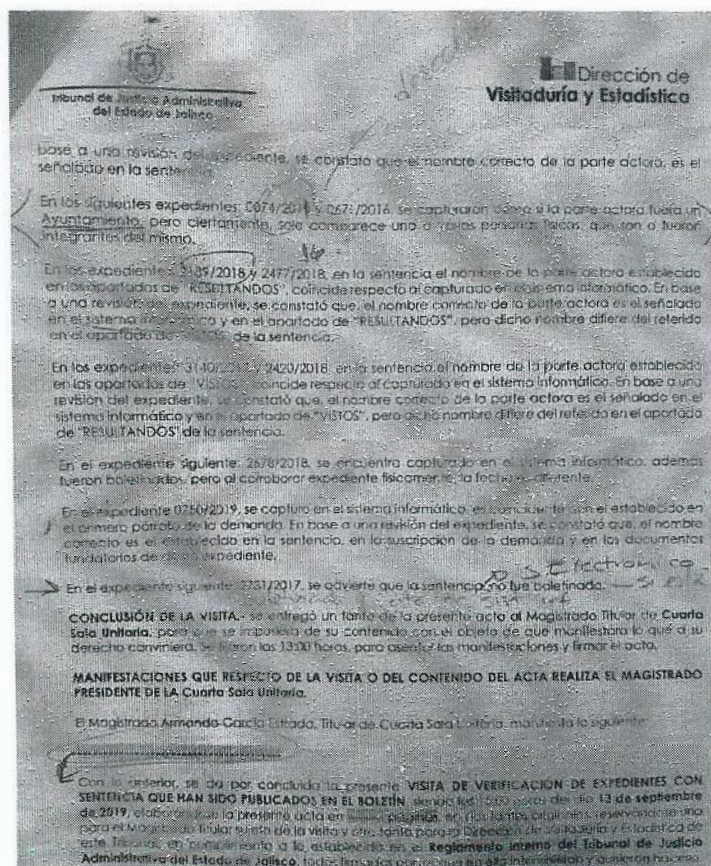 Tribunal de Justicia Administrativa
del Estado de Jalisco
Dirección de
Visitaduría y Estadística
base a una revisión del expediente, se constató que el nombre correcto de la parte actora, es el
señalado en la sentencia.
En los siguientes expedientes: y 0671/2016, se capturaron como si la parte actora fuera un
Ayuntamiento, pero ciertamente, solo comparece uno o varias personas físicas, que son o fueron
integrantes del mismo.
En los expedientes y 2477/2018, en la sentencia el nombre de la parte actora establecido
en los apartados de "RESULTANDOS", coincide respecto al capturado en el sistema informático. En base
a una revisión del expediente, se constató que, el nombre correcto de la parte actora es el señalado
en el sistema informático y en el apartado de "RESULTANDOS", pero dicho nombre difiere del referido
en el apartado de de la sentencia.
En los expedientes y 2420/2018, en la sentencia el nombre de la parte actora establecido
en los apartados de "VISTOS" coincide respecto al capturado en el sistema informático. En base a una
revisión del expediente, se constató que, el nombre correcto de la parte actora es el señalado en el
sistema informático y en el apartado de "VISTOS", pero dicho nombre difiere del referido en el apartado
de "RESULTANDOS" de la sentencia.
En el expediente siguiente: 2678/2018, se encuentra capturado en el sistema informático, además
fueron boletinados, pero al corroborar expediente físicamente, la fecha es diferente.
En el expediente 0760/2019, se capturo en el sistema informático, es coincidente con el establecido en
el primero párrafo de la demanda. En base a una revisión del expediente, se constató que, el nombre
correcto es el establecido en la sentencia, en la suscripción de la demanda y en los documentos
fundatorios de dicho expediente.
Electronico
En el expediente siguiente: 2731/2017, se advierte que la sentencia no fue boletinada.
CONCLUSIÓN DE LA VISITA.- se entregó un tanto de la presente acta al Magistrado Titular de Cuarta
Sala Unitaria, para que se impusiera de su contenido con el objeto de que manifestara lo que a su
derecho conviniera. Se fijaron las 13:00 horas, para asentar las manifestaciones y firmar el acta.
MANIFESTACIONES QUE RESPECTO DE LA VISITA O DEL CONTENIDO DEL ACTA REALIZA EL MAGISTRADO
PRESIDENTE DE LA Cuarta Sala Unitaria.
El Magistrado Armando García Estrada, Titular de Cuarta Sala Unitaria, manifiesta lo siguiente:
Con lo anterior, se da por concluida la presente VISITA DE VERIFICACIÓN DE EXPEDIENTES CON
SENTENCIA QUE HAN SIDO PUBLICADOS EN EL BOLETÍN, siendo las horas del día 13 de septiembre
de 2019, elaborándose la presente acta en en dos tantos originales, reservándose uno
para el Magistrado Titular sujeto de la visita y otro tanto para la Dirección de Visitaduría y Estadística de
este Tribunal, en cumplimiento a lo establecido en el Reglamento Interno del Tribunal de Justicia
Administrativa del Estado de Jalisco, todos firmados por los que en ella intervinieron y quisieron hacerlo.